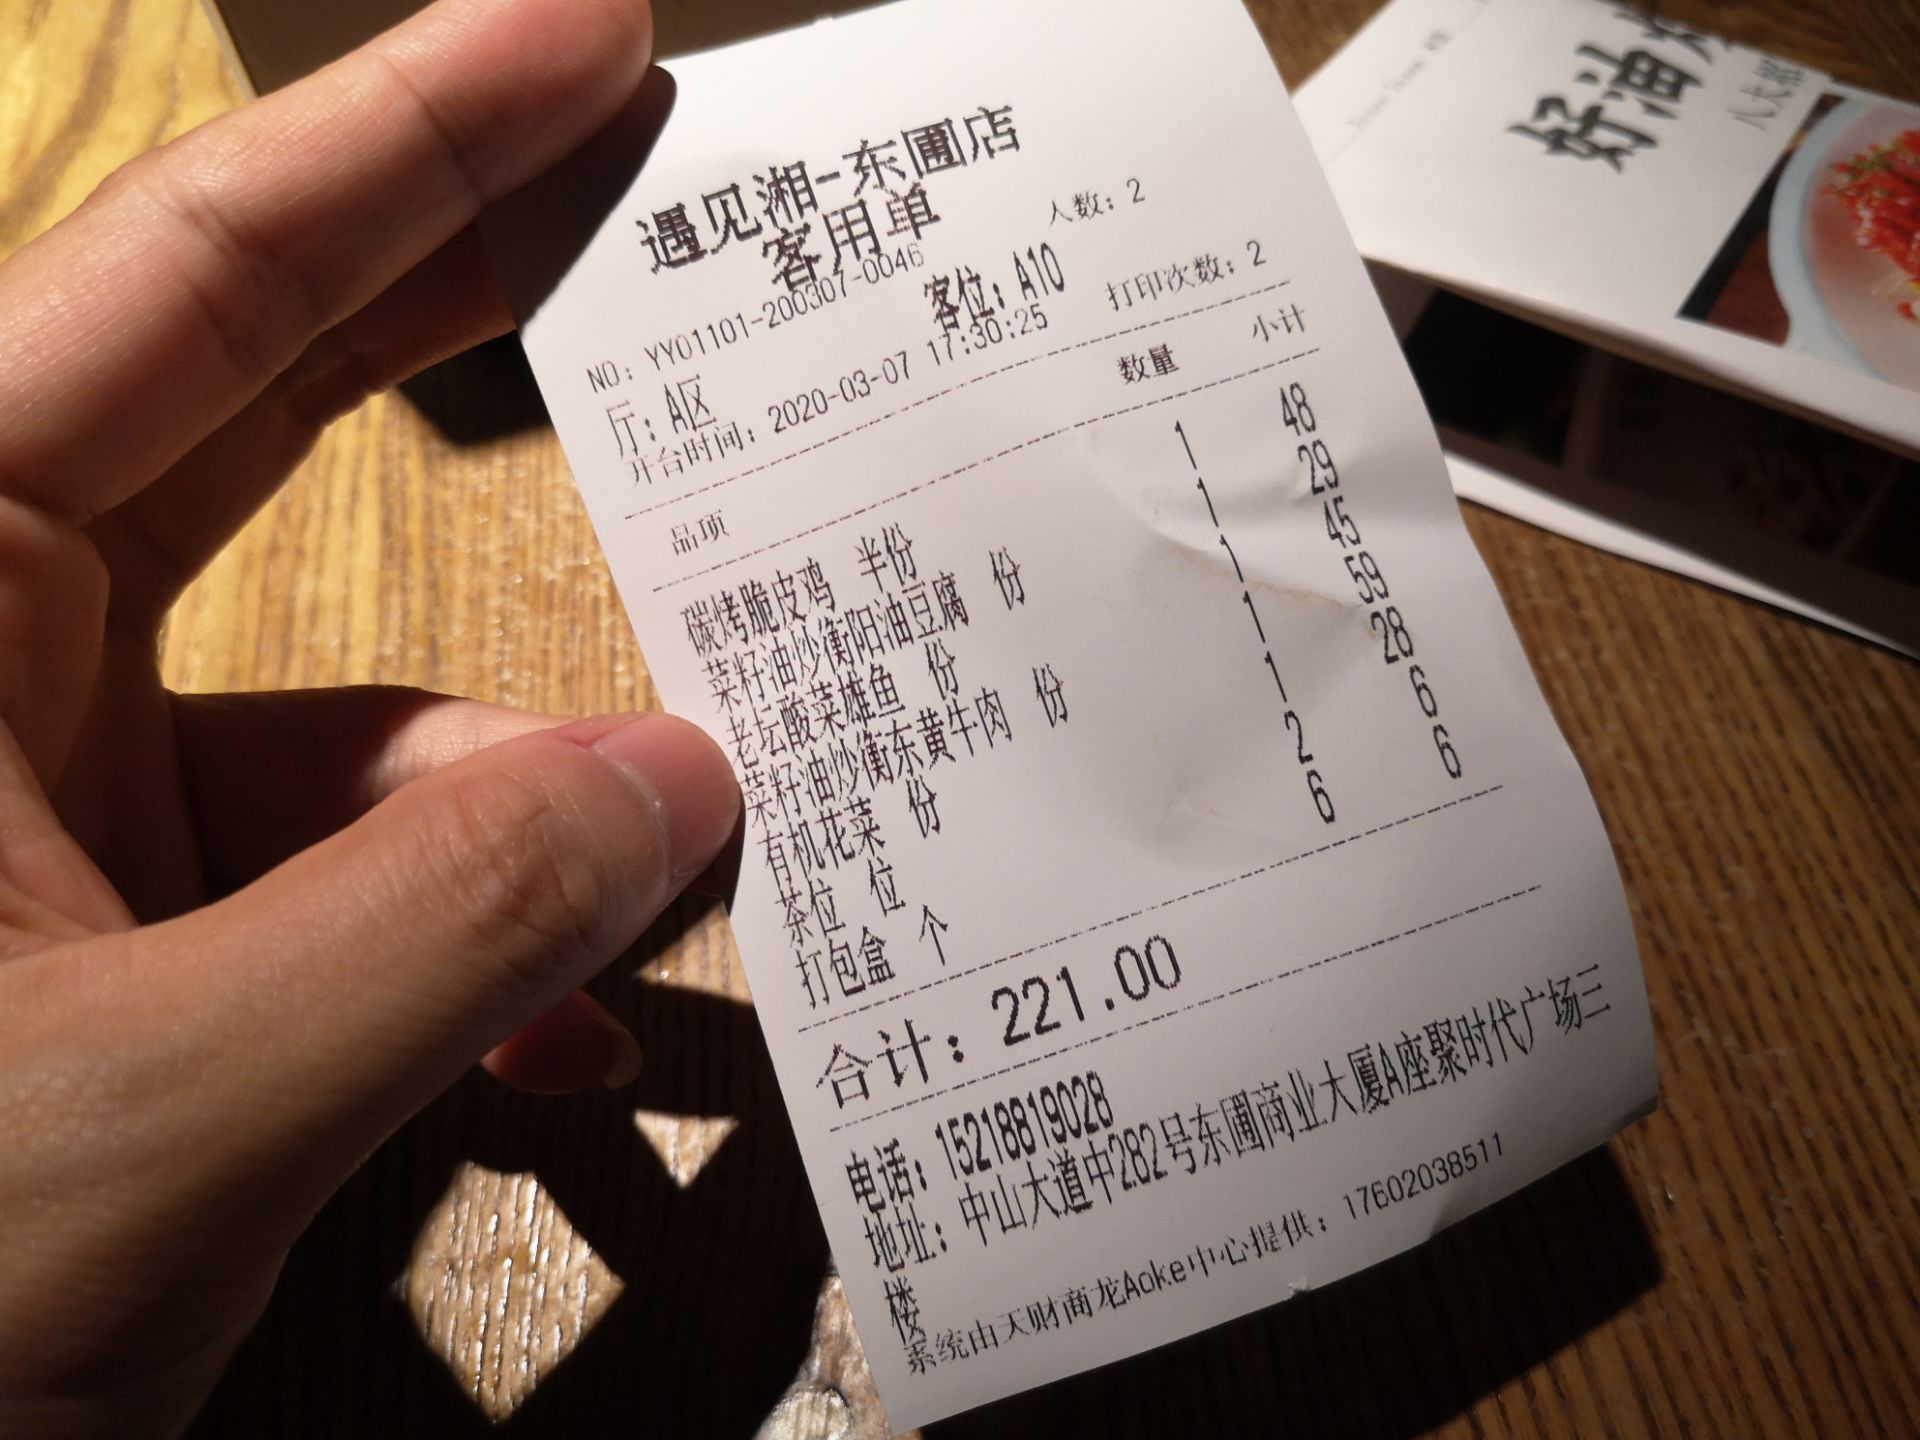 遇见湘-东圃店
客用单
NO: YY01101-200307-0046
人数: 2
厅: A区
客位: A10
开台时间: 2020-03-07 17:30:25
打印次数: 2
品项 数量 小计
碳烤脆皮鸡 半份 1 48
菜籽油炒衡阳油豆腐 份 1 29
老坛酸菜雄鱼 份 1 45
菜籽油炒衡东黄牛肉 份 1 59
有机花菜 份 1 28
茶位 位 2 6
打包盒 个 6 6
合计: 221.00
电话: 15218819028
地址: 中山大道中282号东圃商业大厦A座聚时代广场三
楼
系统由天财商龙Aoke中心提供: 17602038511
好油
八大